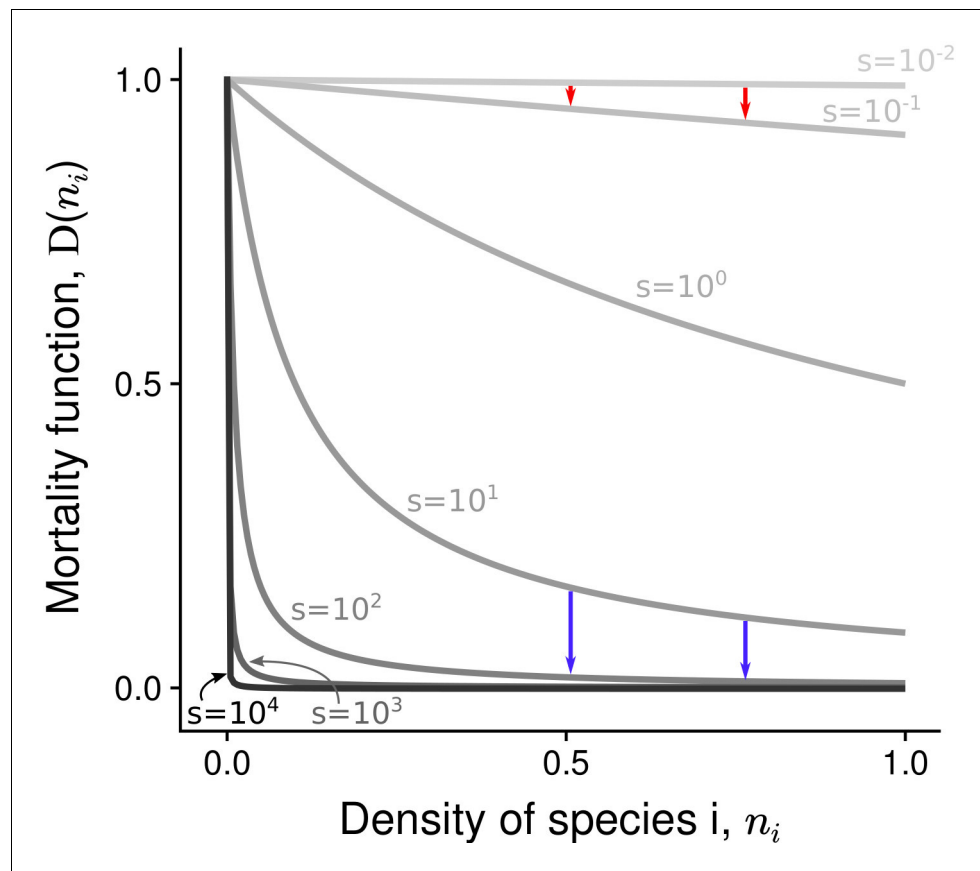 s=10⁻²
1.0
s=10⁻¹
Mortality function, D(nᵢ)
s=10⁰
0.5
s=10¹
s=10²
0.0
s=10⁴ s=10³
0.0 0.5 1.0
Density of species i, nᵢ